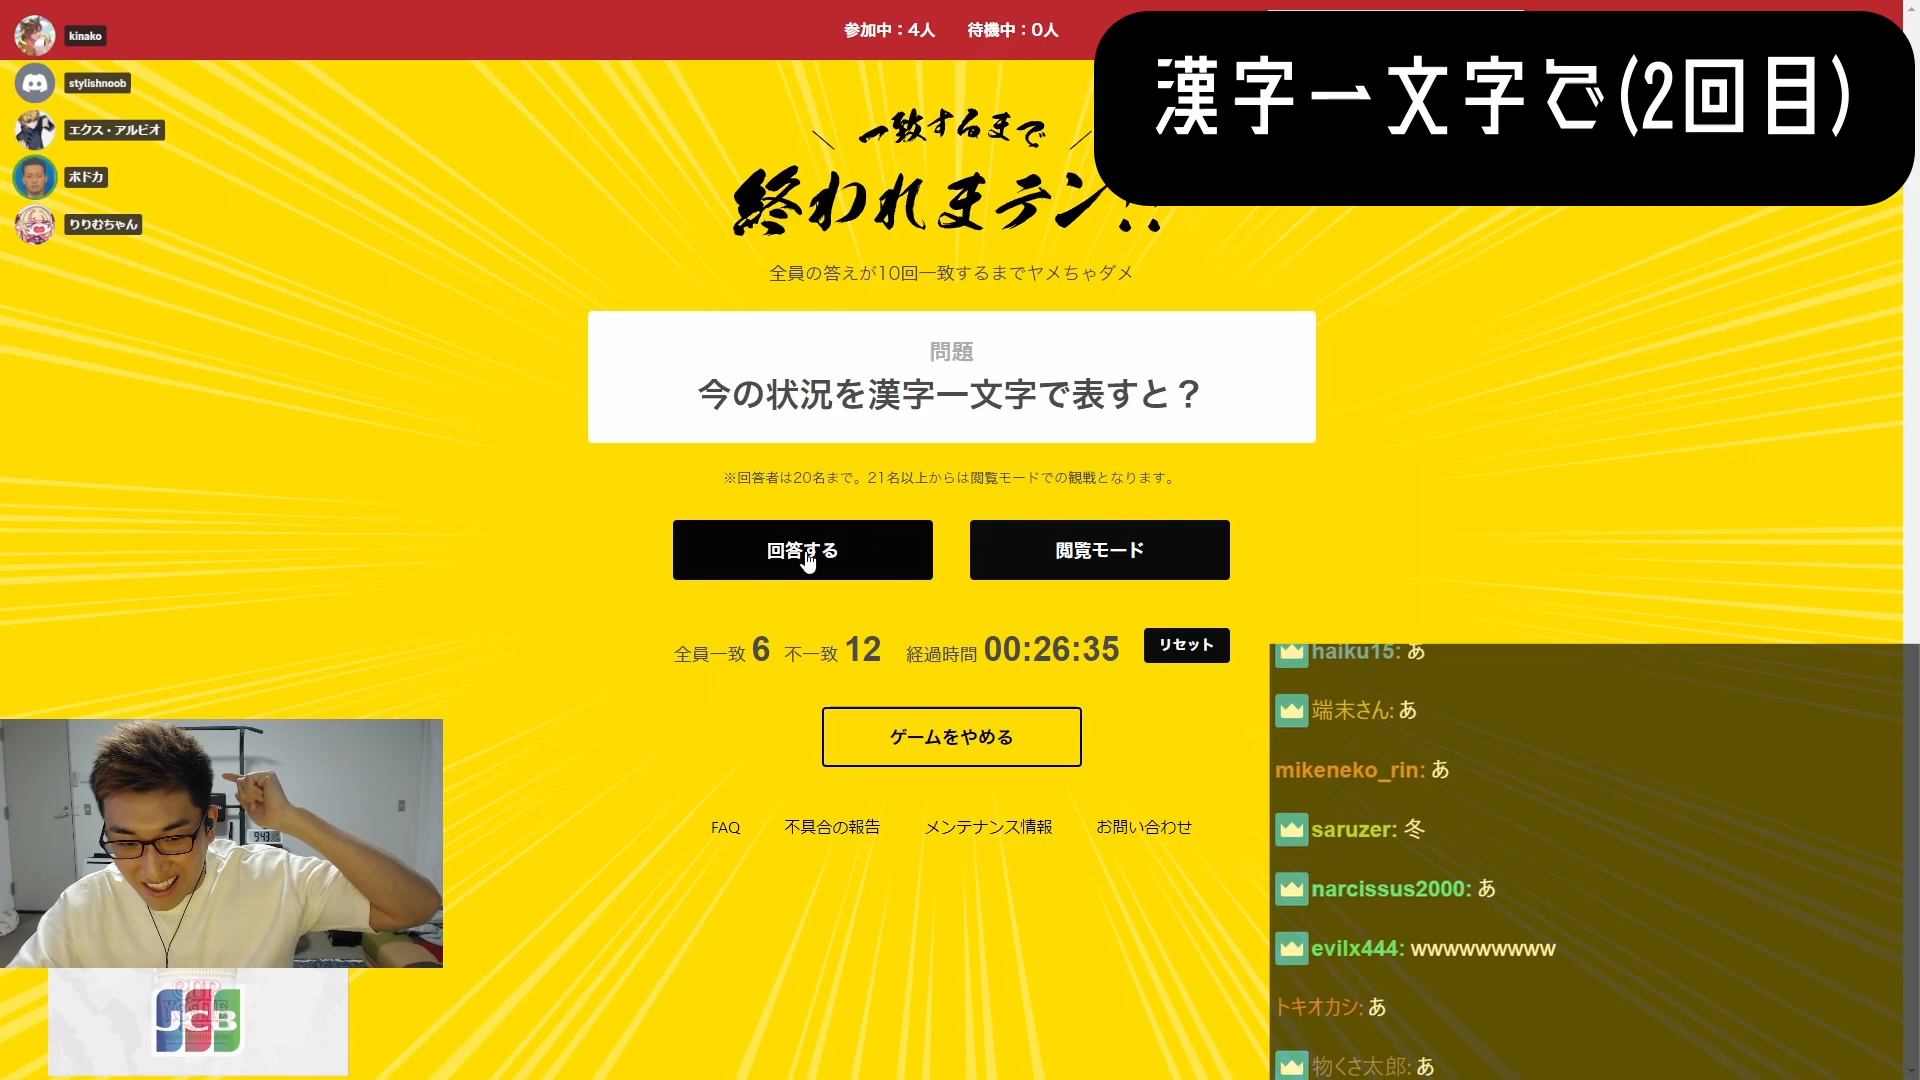 参加中：4人 待機中：0人
漢字一文字で(2回目)
kinako
stylishnoob
エクス・アルビオ
ボドカ
りりむちゃん
一致するまで
終われまテン!!
全員の答えが10回一致するまでヤメちゃダメ
問題
今の状況を漢字一文字で表すと？
※回答者は20名まで。21名以上からは閲覧モードでの観戦となります。
回答する 閲覧モード
全員一致 6 不一致 12 経過時間 00:26:35 リセット
ゲームをやめる
FAQ 不具合の報告 メンテナンス情報 お問い合わせ
haiku15: あ
端末さん: あ
mikeneko_rin: あ
saruzer: 冬
narcissus2000: あ
evilx444: wwwwwwwww
トキオカシ: あ
物くさ太郎: あ
943
JCB